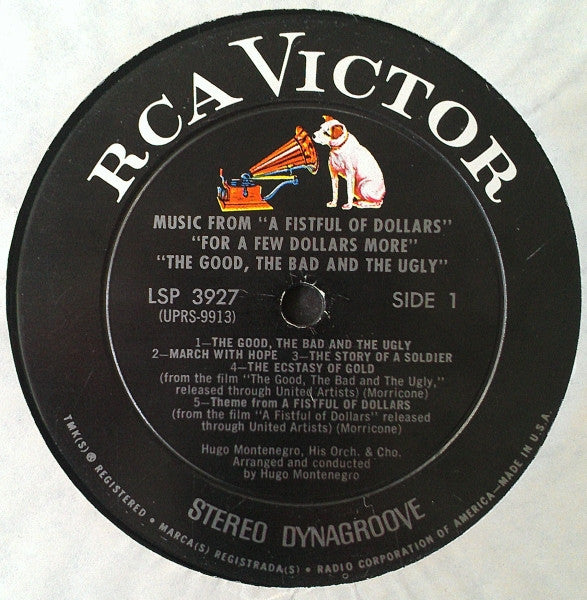 RCA VICTOR
MUSIC FROM "A FISTFUL OF DOLLARS"
"FOR A FEW DOLLARS MORE"
"THE GOOD, THE BAD AND THE UGLY"
LSP 3927 SIDE 1
(UPRS-9913)
1—THE GOOD, THE BAD AND THE UGLY
2—MARCH WITH HOPE 3—THE STORY OF A SOLDIER
4—THE ECSTASY OF GOLD
(from the film "The Good, The Bad and The Ugly,"
released through United Artists) (Morricone)
5—Theme from A FISTFUL OF DOLLARS
(from the film "A Fistful of Dollars" released
through United Artists) (Morricone)
Hugo Montenegro, His Orch. & Cho.
Arranged and conducted
by Hugo Montenegro
STEREO DYNAGROOVE
TMK(S) ® REGISTERED • MARCA(S) REGISTRADA(S) • RADIO CORPORATION OF AMERICA—MADE IN U.S.A.